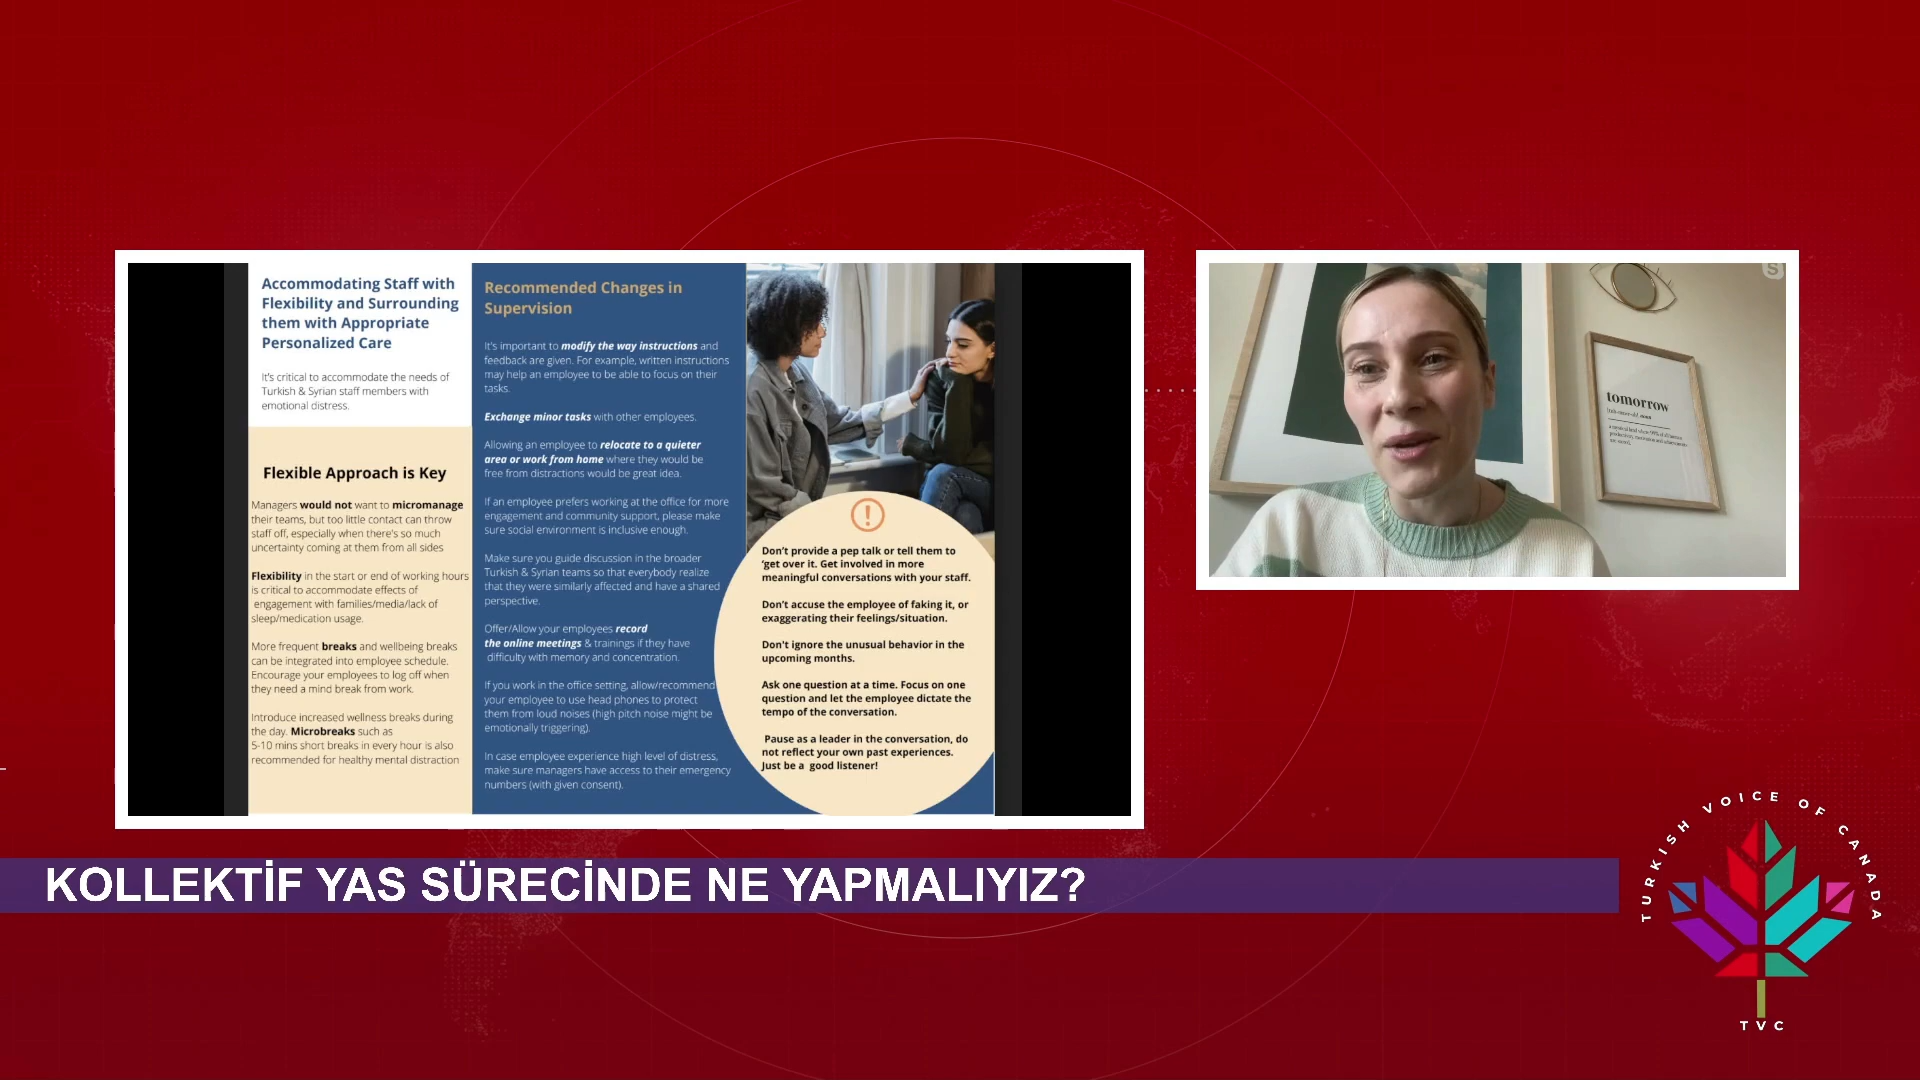 Accommodating Staff with
Flexibility and Surrounding
them with Appropriate
Personalized Care
It's critical to accommodate the needs of
Turkish & Syrian staff members with
emotional distress.
Flexible Approach is Key
Managers would not want to micromanage
their teams, but too little contact can throw
staff off, especially when there's so much
uncertainty coming at them from all sides
Flexibility in the start or end of working hours
is critical to accommodate effects of
engagement with families/media/lack of
sleep/medication usage.
More frequent breaks and wellbeing breaks
can be integrated into employee schedule.
Encourage your employees to log off when
they need a mind break from work.
Introduce increased wellness breaks during
the day. Microbreaks such as
5-10 mins short breaks in every hour is also
recommended for healthy mental distraction
Recommended Changes in
Supervision
It's important to modify the way instructions and
feedback are given. For example, written instructions
may help an employee to be able to focus on their
tasks.
Exchange minor tasks with other employees.
Allowing an employee to relocate to a quieter
area or work from home where they would be
free from distractions would be great idea.
If an employee prefers working at the office for more
engagement and community support, please make
sure social environment is inclusive enough.
Make sure you guide discussion in the broader
Turkish & Syrian teams so that everybody realize
that they were similarly affected and have a shared
perspective.
Offer/Allow your employees record
the online meetings & trainings if they have
difficulty with memory and concentration.
If you work in the office setting, allow/recommend
your employee to use head phones to protect
them from loud noises (high pitch noise might be
emotionally triggering).
In case employee experience high level of distress,
make sure managers have access to their emergency
numbers (with given consent).
!
Don't provide a pep talk or tell them to
'get over it. Get involved in more
meaningful conversations with your staff.
Don't accuse the employee of faking it, or
exaggerating their feelings/situation.
Don't ignore the unusual behavior in the
upcoming months.
Ask one question at a time. Focus on one
question and let the employee dictate the
tempo of the conversation.
Pause as a leader in the conversation, do
not reflect your own past experiences.
Just be a good listener!
S
tomorrow
KOLLEKTİF YAS SÜRECİNDE NE YAPMALIYIZ?
TURKISH VOICE OF CANADA
TVC